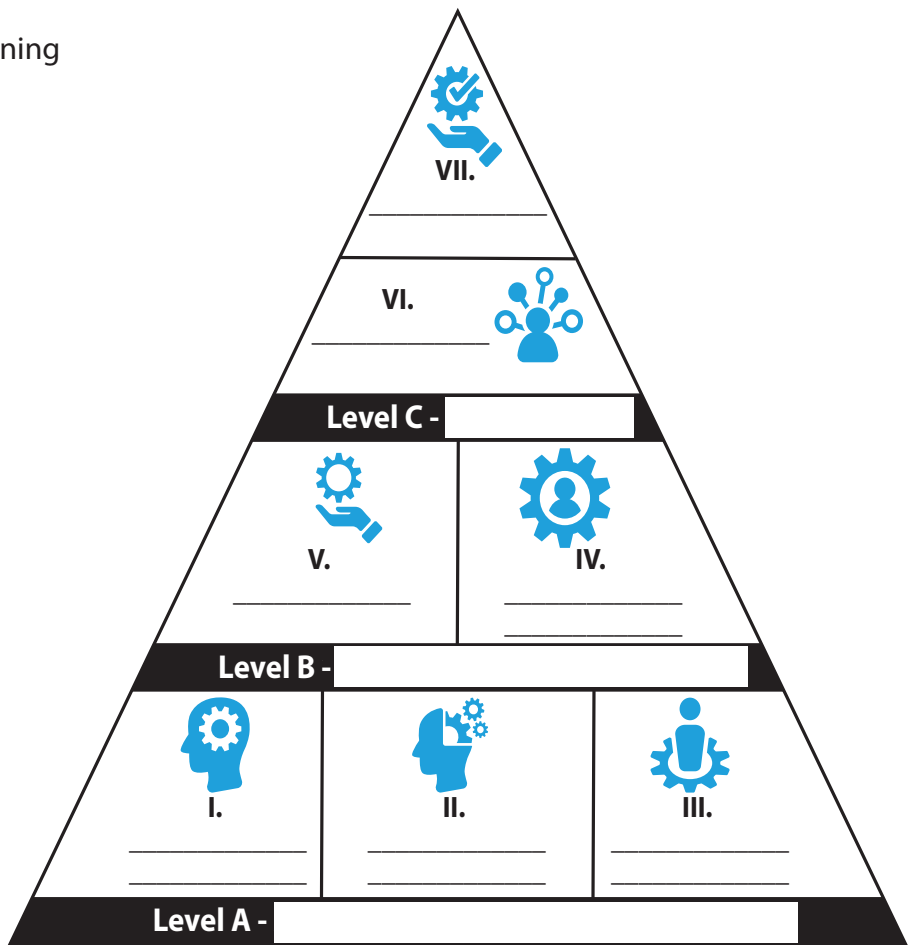 ning
VII.
VI.
Level C -
V.
IV.
Level B -
I.
II.
III.
Level A -